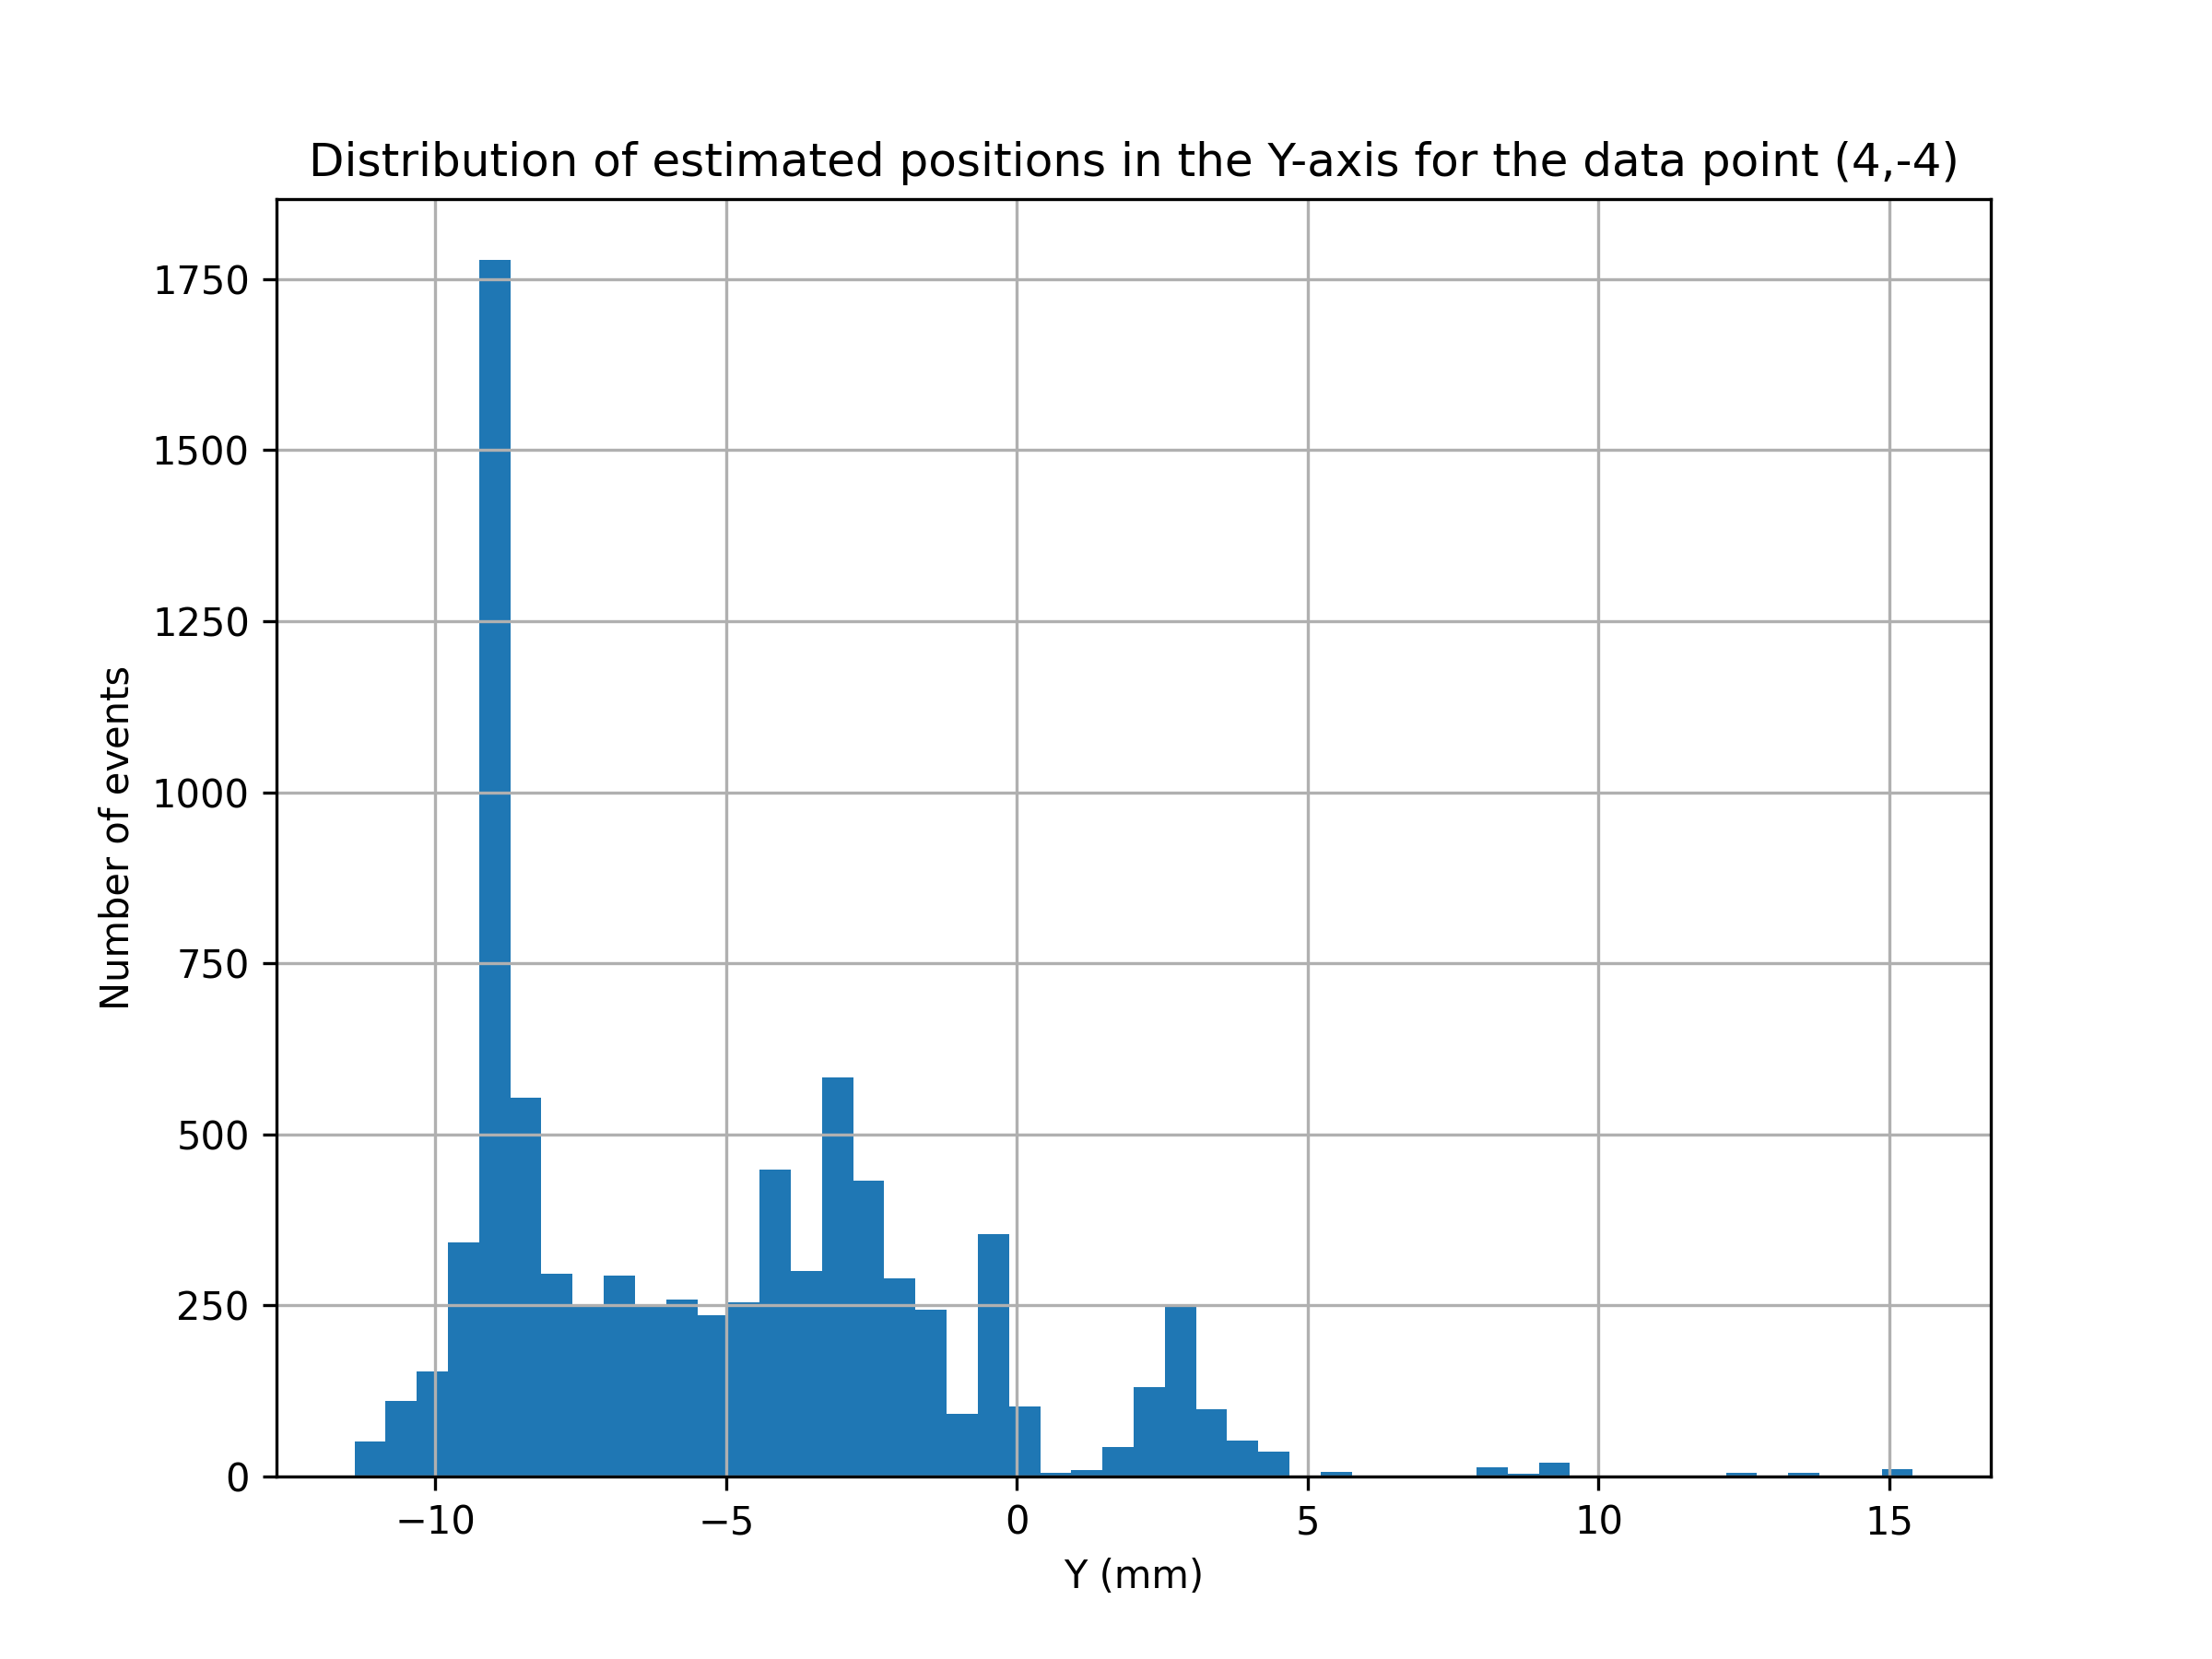 Distribution of estimated positions in the Y-axis for the data point (4,-4)
1750
1500
1250
1000
750
500
250
0
Number of events
−10 −5 0 5 10 15
Y (mm)